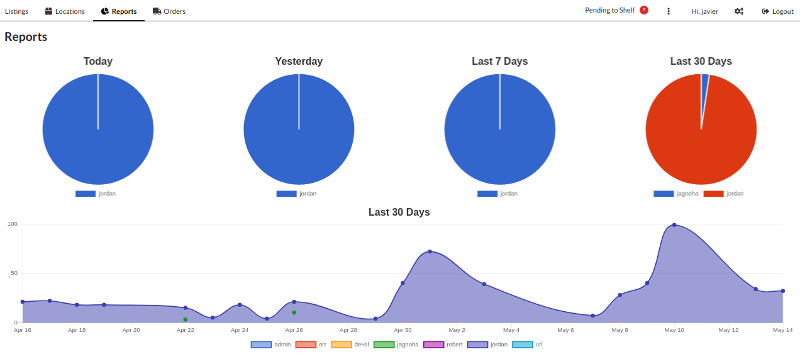 Listings Locations Reports Orders Pending to Shelf 7 Hi, javier Logout
Reports
Today Yesterday Last 7 Days Last 30 Days
jordan jordan jordan jagnoha jordan
Last 30 Days
100
50
0
Apr 16 Apr 18 Apr 20 Apr 22 Apr 24 Apr 26 Apr 28 Apr 30 May 2 May 4 May 6 May 8 May 10 May 12 May 14
admin orr dekel jagnoha robert jordan uri